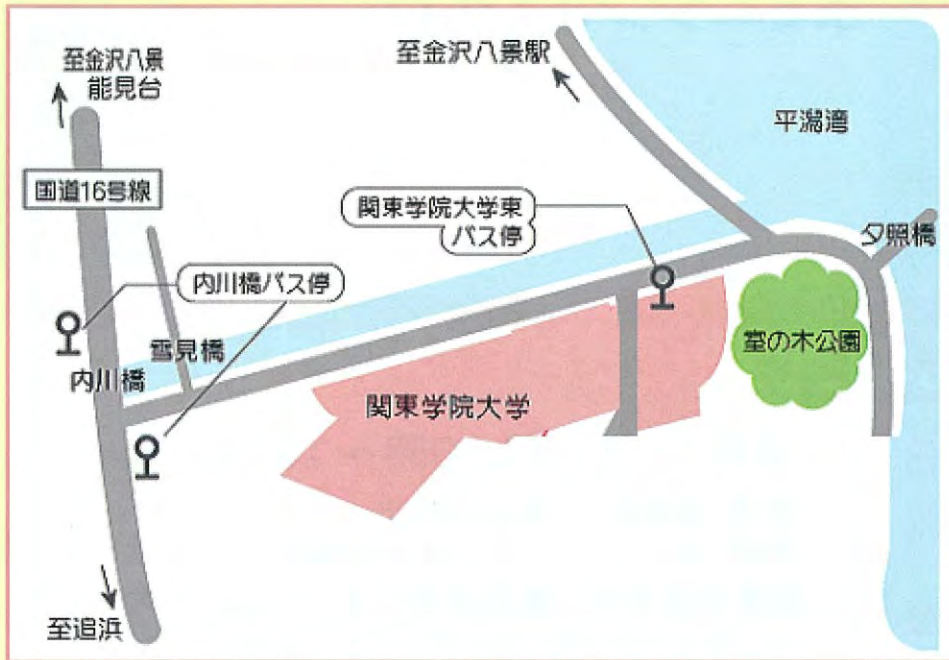 至金沢八景
能見台
至金沢八景駅
平潟湾
国道16号線
関東学院大学東
バス停
夕照橋
内川橋バス停
雪見橋
室の木公園
内川橋
関東学院大学
至追浜